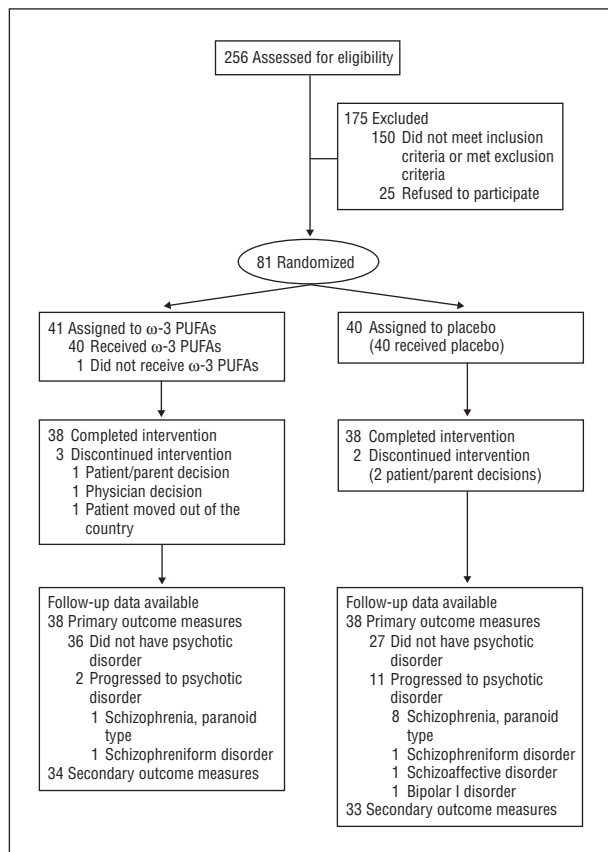 256 Assessed for eligibility
175 Excluded
150 Did not meet inclusion
criteria or met exclusion
criteria
25 Refused to participate
81 Randomized
41 Assigned to ω-3 PUFAs
40 Received ω-3 PUFAs
1 Did not receive ω-3 PUFAs
40 Assigned to placebo
(40 received placebo)
38 Completed intervention
3 Discontinued intervention
1 Patient/parent decision
1 Physician decision
1 Patient moved out of the
country
38 Completed intervention
2 Discontinued intervention
(2 patient/parent decisions)
Follow-up data available
38 Primary outcome measures
36 Did not have psychotic
disorder
2 Progressed to psychotic
disorder
1 Schizophrenia, paranoid
type
1 Schizophreniform disorder
34 Secondary outcome measures
Follow-up data available
38 Primary outcome measures
27 Did not have psychotic
disorder
11 Progressed to psychotic
disorder
8 Schizophrenia, paranoid
type
1 Schizophreniform disorder
1 Schizoaffective disorder
1 Bipolar I disorder
33 Secondary outcome measures